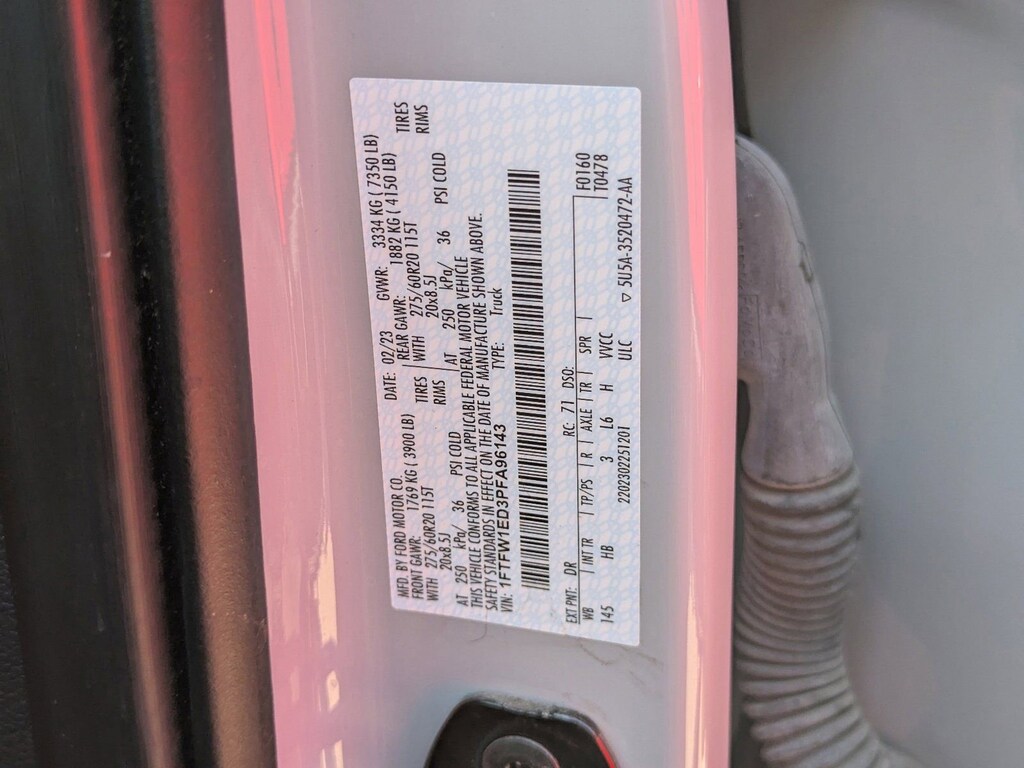 MFD. BY FORD MOTOR CO. DATE: 02/23 GVWR: 3334 KG ( 7350 LB)
FRONT GAWR: 1769 KG ( 3900 LB) REAR GAWR: 1882 KG ( 4150 LB)
WITH 275/60R20 115T TIRES WITH 275/60R20 115T TIRES
20x8.5J RIMS 20x8.5J RIMS
AT 250 kPa/ 36 PSI COLD AT 250 kPa/ 36 PSI COLD
THIS VEHICLE CONFORMS TO ALL APPLICABLE FEDERAL MOTOR VEHICLE
SAFETY STANDARDS IN EFFECT ON THE DATE OF MANUFACTURE SHOWN ABOVE.
VIN: 1FTFW1ED3PFA96143 TYPE: Truck
EXT PNT: DR RC: 71 DSO: F0160
WB INT TR TP/PS R AXLE TR SPR T0478
145 HB 3 L6 H VVCC
2202302251201 ULC ▽ 5U5A-3520472-AA